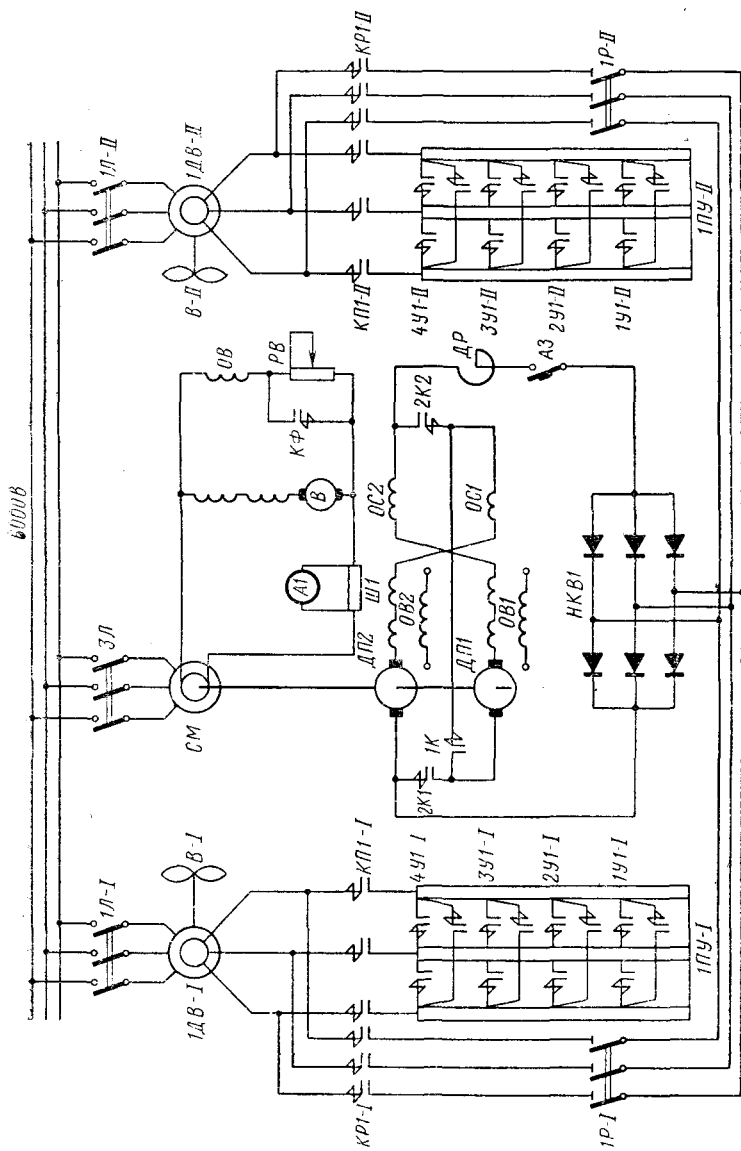 6000В
1Л-I
3Л
1Л-II
1ДВ-I
В-I
СМ
В-II
1ДВ-II
ОВ
РВ
КФ
В
А1
Ш1
КР1-I
КП1-I
КП1-II
КР1-II
ДП2
ОВ2
ОС2
2К2
ДР
АЗ
2К1
1К
ДП1
ОВ1
ОС1
4У1-I
3У1-I
2У1-I
1У1-I
4У1-II
3У1-II
2У1-II
1У1-II
НКВ1
1ПУ-I
1ПУ-II
1Р-I
1Р-II